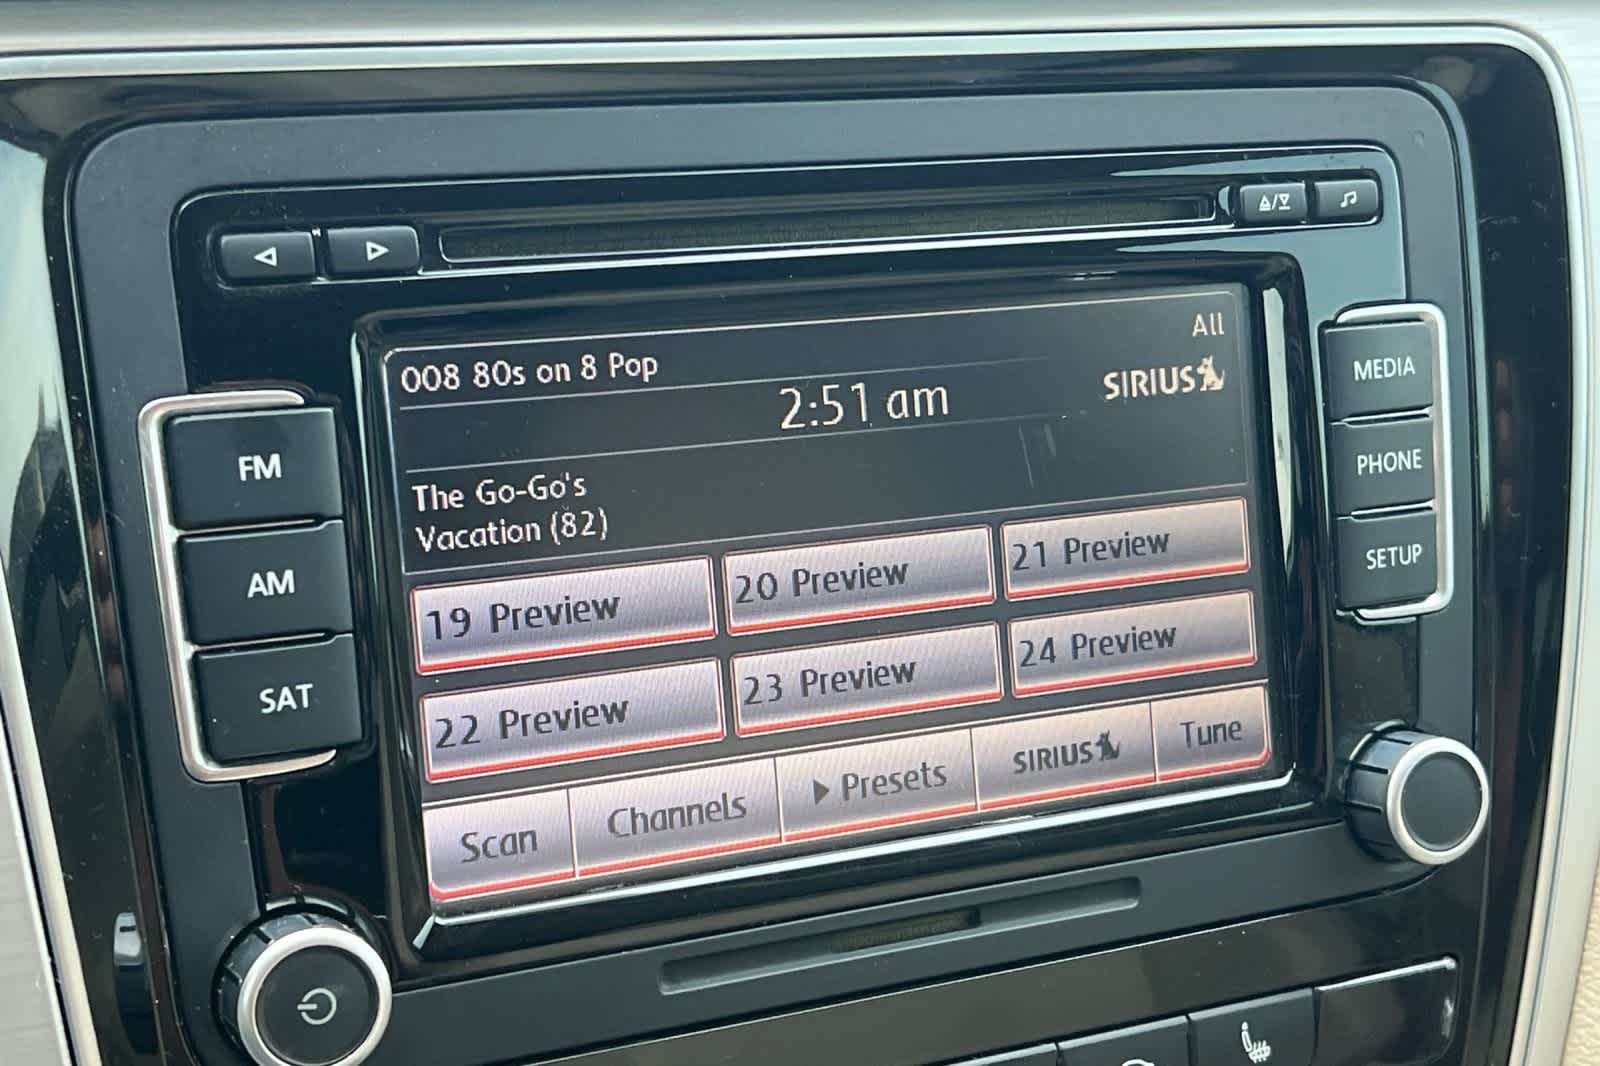 All
008 80s on 8 Pop
2:51 am
SIRIUS
The Go-Go's
Vacation (82)
19 Preview
20 Preview
21 Preview
22 Preview
23 Preview
24 Preview
Scan
Channels
Presets
SIRIUS
Tune
FM
AM
SAT
MEDIA
PHONE
SETUP